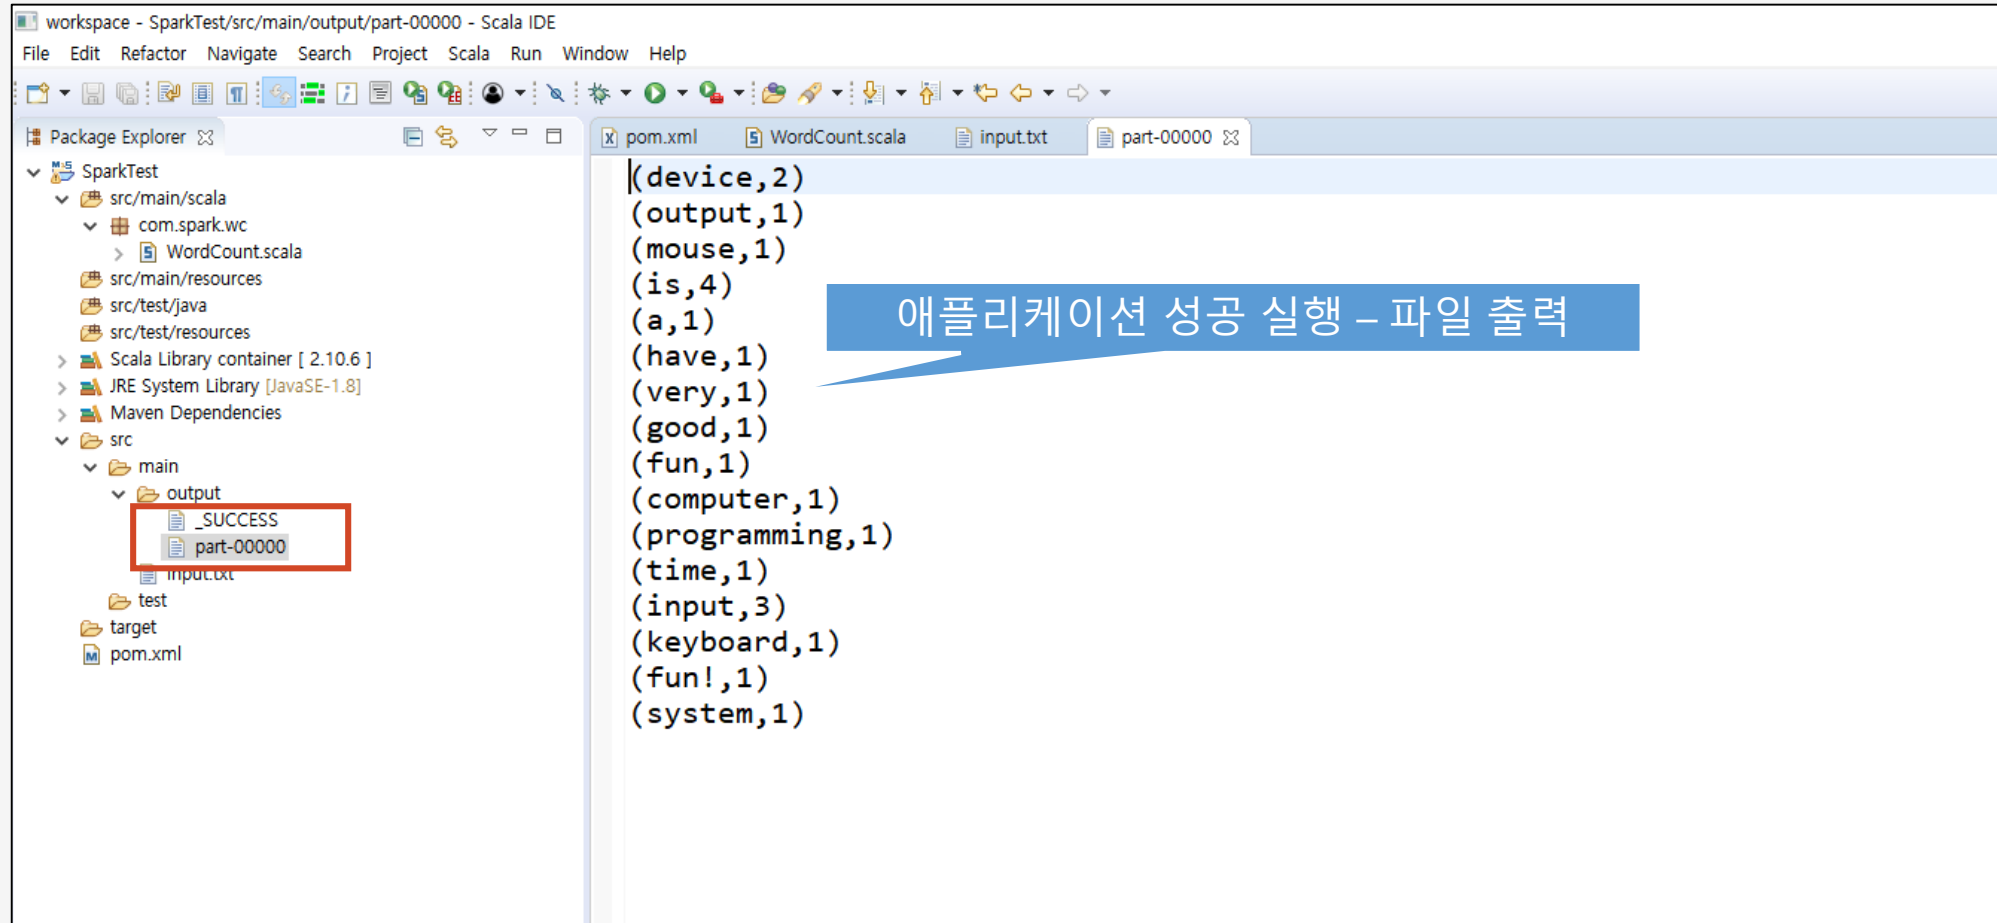 workspace - SparkTest/src/main/output/part-00000 - Scala IDE
File Edit Refactor Navigate Search Project Scala Run Window Help
Package Explorer
SparkTest
src/main/scala
com.spark.wc
WordCount.scala
src/main/resources
src/test/java
src/test/resources
Scala Library container [ 2.10.6 ]
JRE System Library [JavaSE-1.8]
Maven Dependencies
src
main
output
_SUCCESS
part-00000
input.txt
test
target
pom.xml
pom.xml WordCount.scala input.txt part-00000
(device,2)
(output,1)
(mouse,1)
(is,4)
(a,1)
(have,1)
(very,1)
(good,1)
(fun,1)
(computer,1)
(programming,1)
(time,1)
(input,3)
(keyboard,1)
(fun!,1)
(system,1)
애플리케이션 성공 실행 – 파일 출력